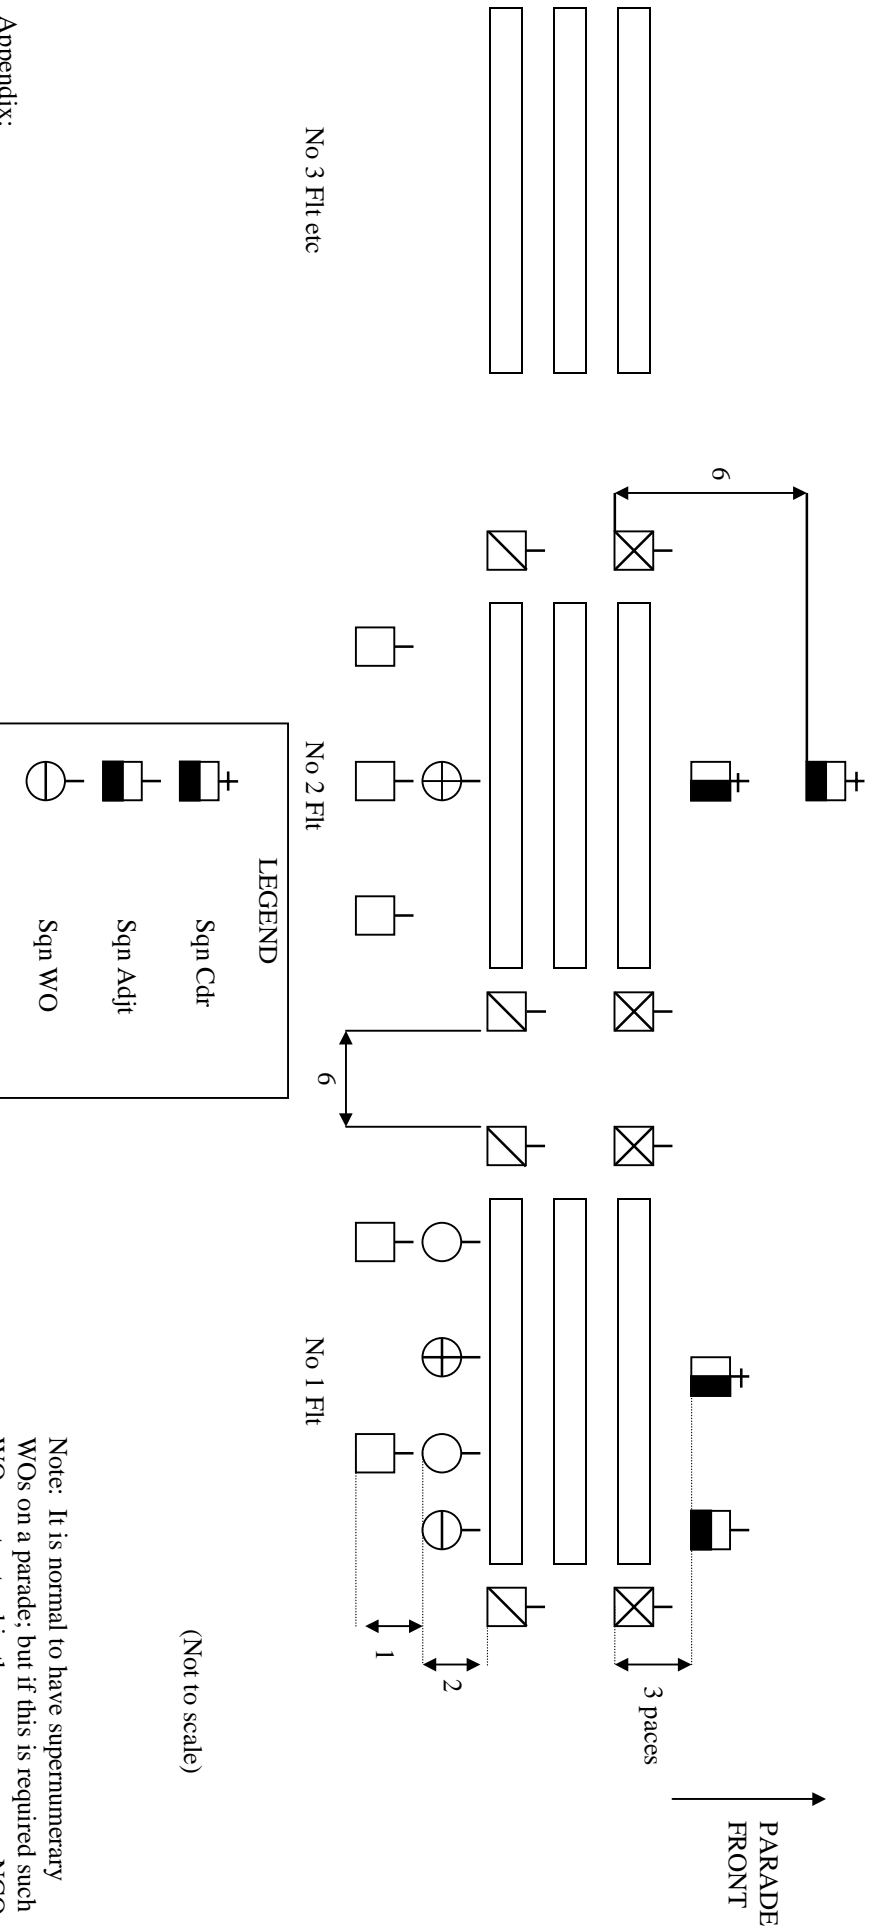 PARADE
FRONT
6
3 paces
2
1
6
No 3 Flt etc
No 2 Flt
No 1 Flt
LEGEND
Sqn Cdr
Sqn Adjt
Sqn WO
(Not to scale)
Note: It is normal to have supernumerary
WOs on a parade; but if this is required such
Appendix: